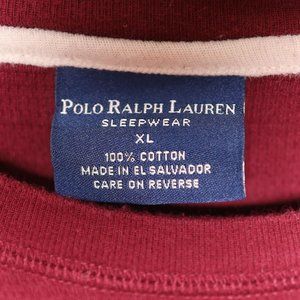 POLO RALPH LAUREN
SLEEPWEAR
XL
100% COTTON
MADE IN EL SALVADOR
CARE ON REVERSE